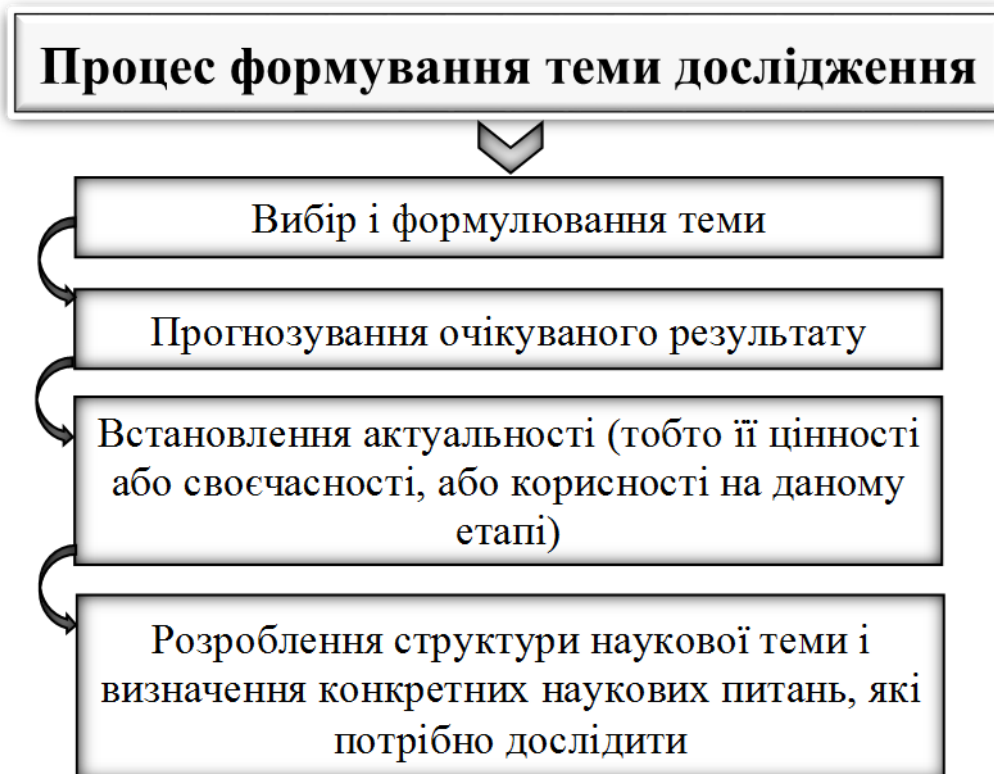 Процес формування теми дослідження
Вибір і формулювання теми
Прогнозування очікуваного результату
Встановлення актуальності (тобто її цінності
або своєчасності, або корисності на даному
етапі)
Розроблення структури наукової теми і
визначення конкретних наукових питань, які
потрібно дослідити